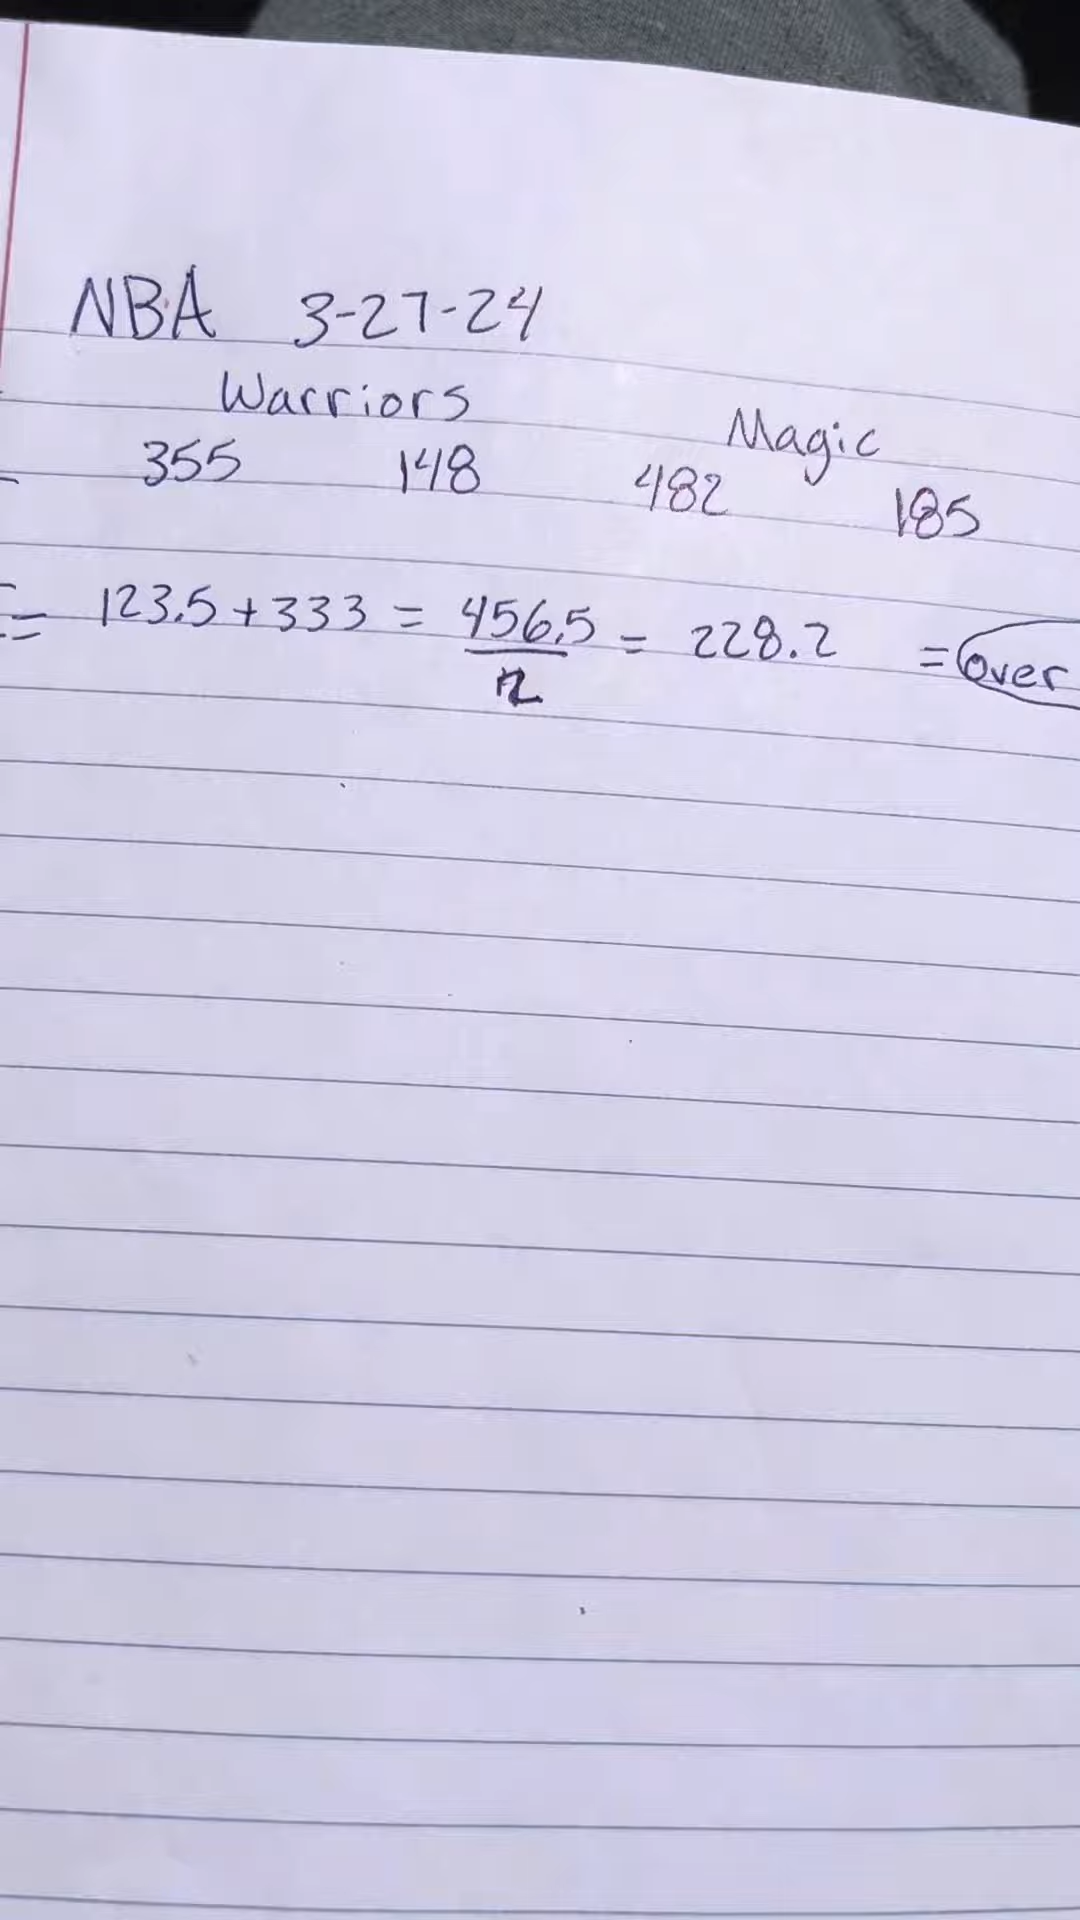 NBA 3-27-24
Warriors Magic
355 148 482 185
= 123.5+333 = 456.5 = 228.2 = over
2